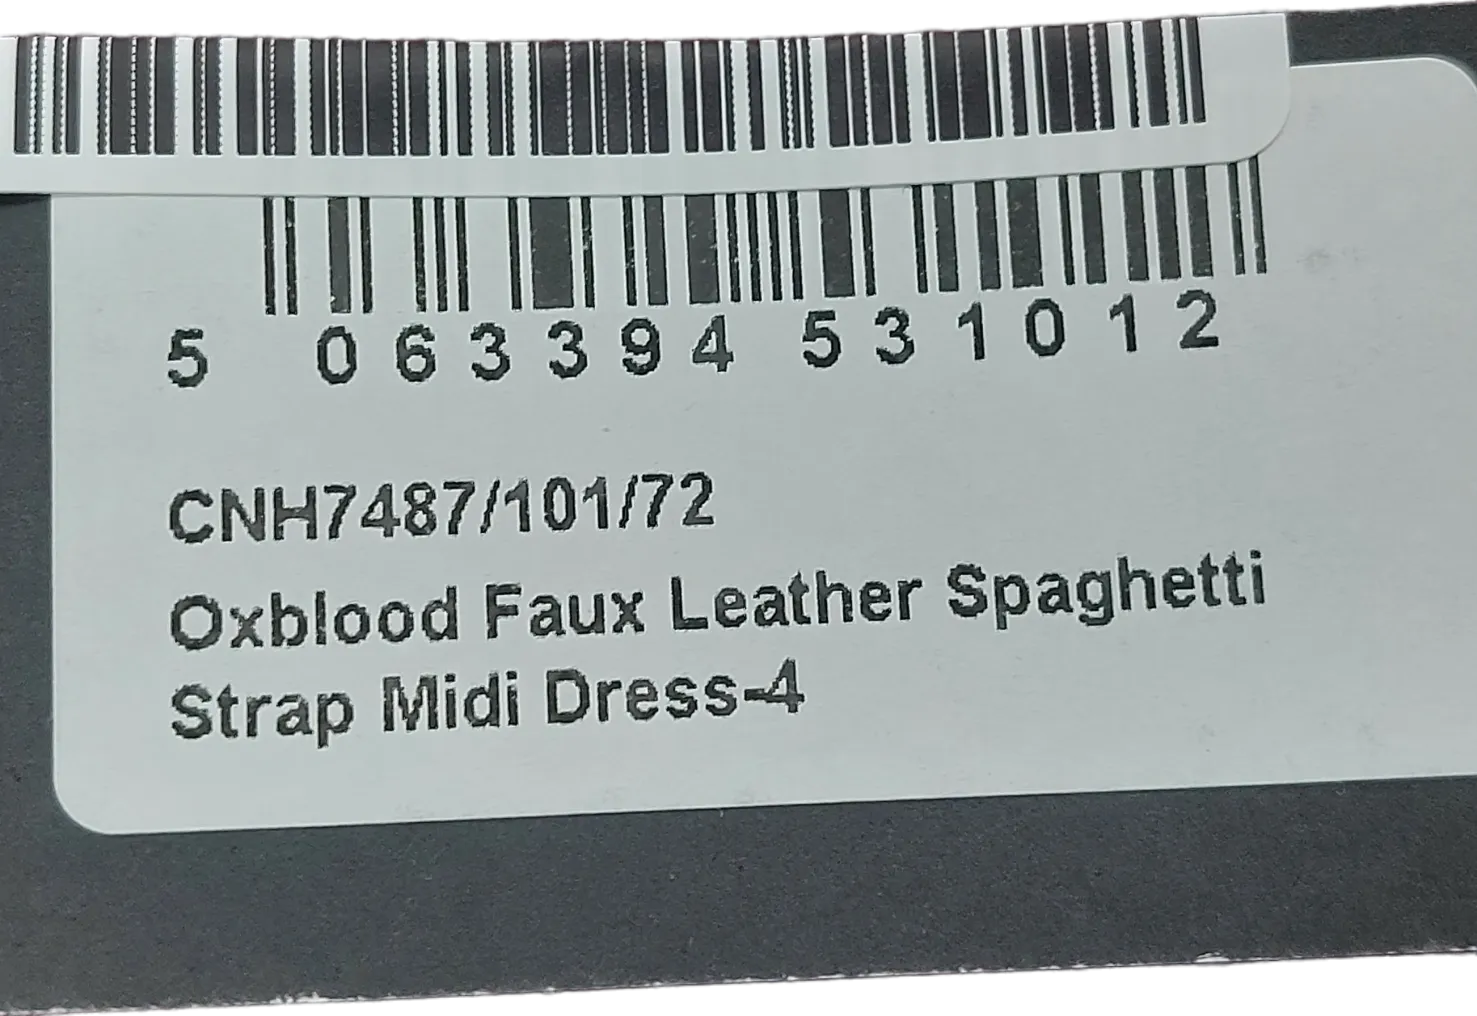 5 063394 531012
CNH7487/101/72
Oxblood Faux Leather Spaghetti
Strap Midi Dress-4